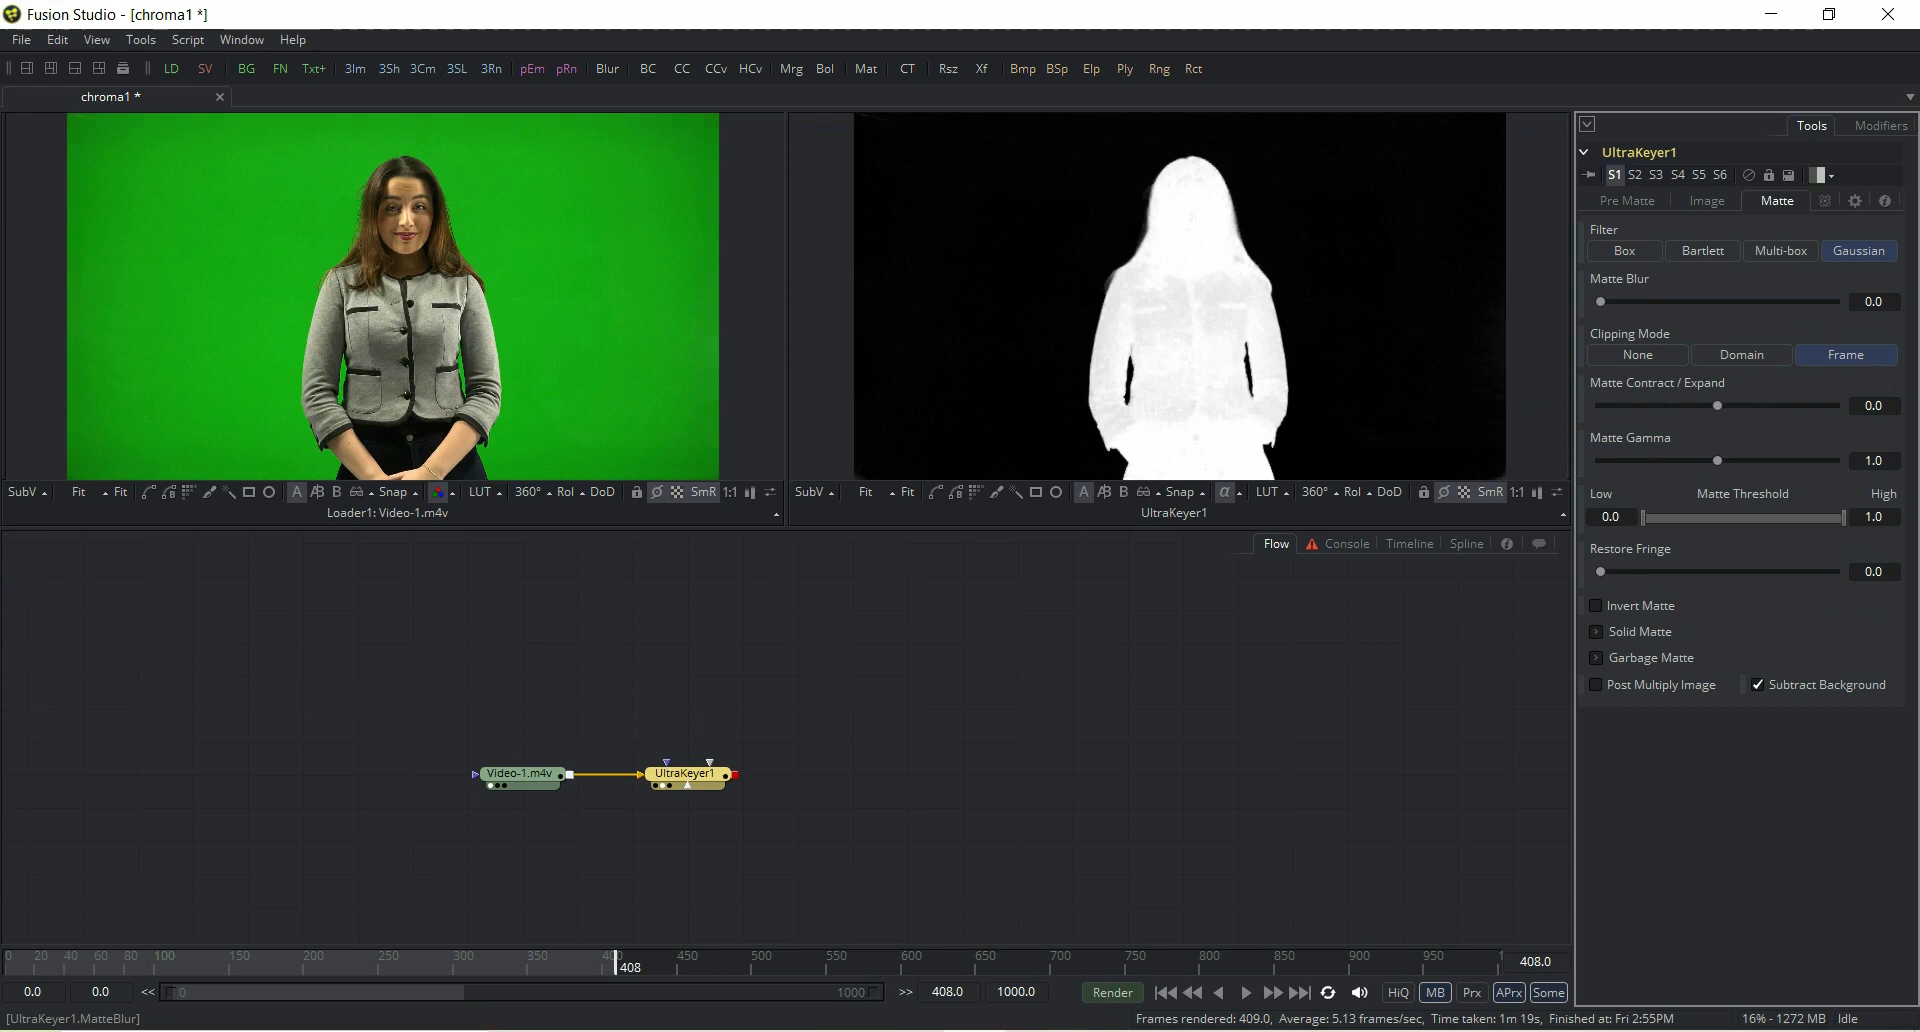 Fusion Studio - [chroma1 *]
File Edit View Tools Script Window Help
LD SV BG FN Txt+ 3Im 3Sh 3Cm 3SL 3Rn pEm pRn Blur BC CC CCv HCv Mrg Bol Mat CT Rsz Xf Bmp BSp Elp Ply Rng Rct
chroma1 *
Tools Modifiers
UltraKeyer1
S1 S2 S3 S4 S5 S6
Pre Matte Image Matte
Filter
Box Bartlett Multi-box Gaussian
Matte Blur
0.0
Clipping Mode
None Domain Frame
Matte Contract / Expand
0.0
Matte Gamma
1.0
Low Matte Threshold High
0.0 1.0
Restore Fringe
0.0
Invert Matte
Solid Matte
Garbage Matte
Post Multiply Image Subtract Background
SubV Fit Fit A B Snap LUT 360° RoI DoD SmR 1:1
Loader1: Video-1.m4v
SubV Fit Fit A B Snap α LUT 360° RoI DoD SmR 1:1
UltraKeyer1
Flow Console Timeline Spline
Video-1.m4v UltraKeyer1
0 20 40 60 80 100 150 200 250 300 350 400 450 500 550 600 650 700 750 800 850 900 950
408
408.0
0.0 0.0 << 0 1000 >> 408.0 1000.0 Render HiQ MB Prx APrx Some
[UltraKeyer1.MatteBlur]
Frames rendered: 409.0, Average: 5.13 frames/sec, Time taken: 1m 19s, Finished at: Fri 2:55PM 16% - 1272 MB Idle